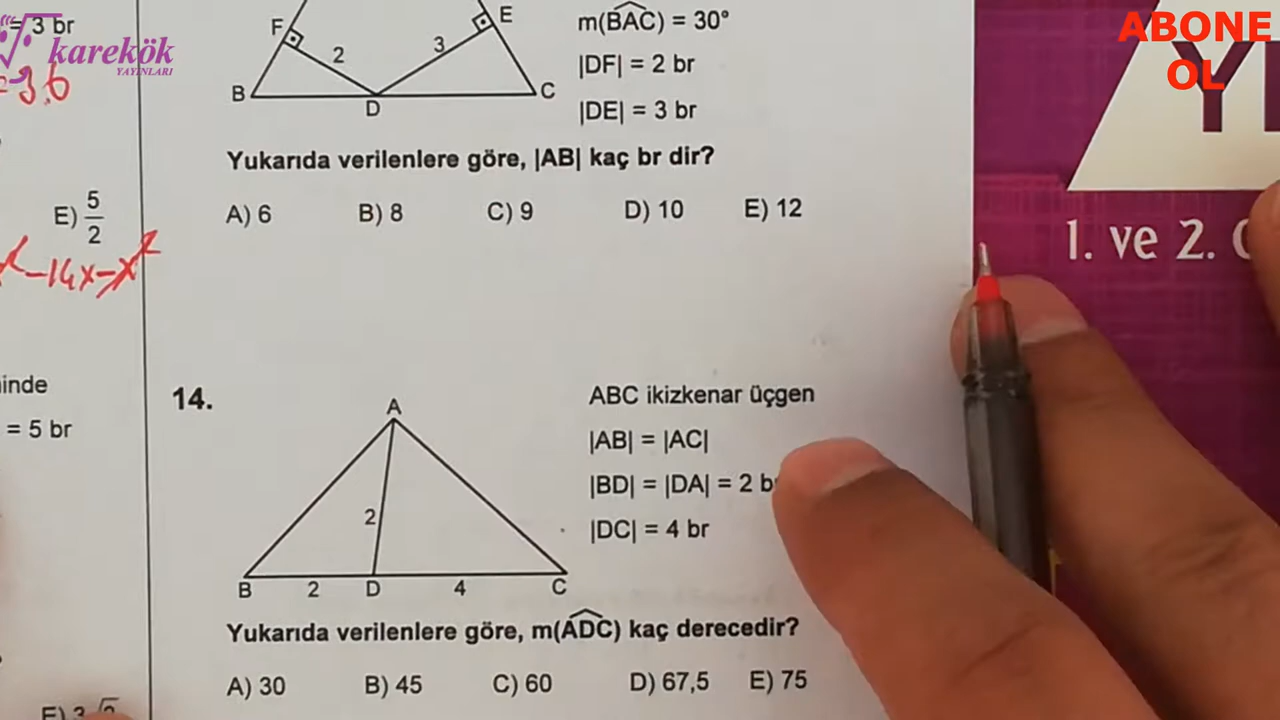 = 3 br
karekök
YAYINLARI
ABONE
OL
E) 5/2
inde
= 5 br
F
E
2
3
B
D
C
m(BAC) = 30°
|DF| = 2 br
|DE| = 3 br
Yukarıda verilenlere göre, |AB| kaç br dir?
A) 6 B) 8 C) 9 D) 10 E) 12
14.
A
2
B 2 D 4 C
ABC ikizkenar üçgen
|AB| = |AC|
|BD| = |DA| = 2 b
|DC| = 4 br
Yukarıda verilenlere göre, m(ADC) kaç derecedir?
A) 30 B) 45 C) 60 D) 67,5 E) 75
1. ve 2.